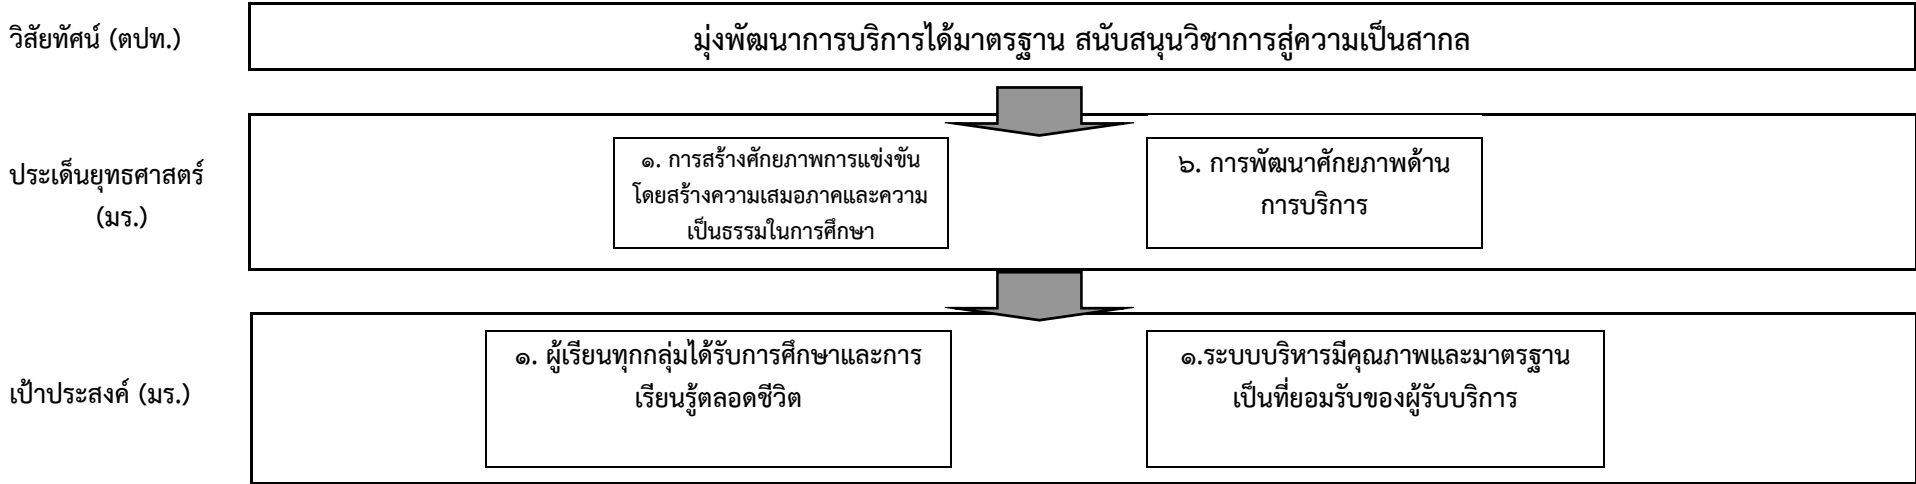 วิสัยทัศน์ (ตปท.)
มุ่งพัฒนาการบริการได้มาตรฐาน สนับสนุนวิชาการสู่ความเป็นสากล
ประเด็นยุทธศาสตร์
(มร.)
๑. การสร้างศักยภาพการแข่งขัน
โดยสร้างความเสมอภาคและความ
เป็นธรรมในการศึกษา
๖. การพัฒนาศักยภาพด้าน
การบริการ
เป้าประสงค์ (มร.)
๑. ผู้เรียนทุกกลุ่มได้รับการศึกษาและการ
เรียนรู้ตลอดชีวิต
๑.ระบบบริหารมีคุณภาพและมาตรฐาน
เป็นที่ยอมรับของผู้รับบริการ